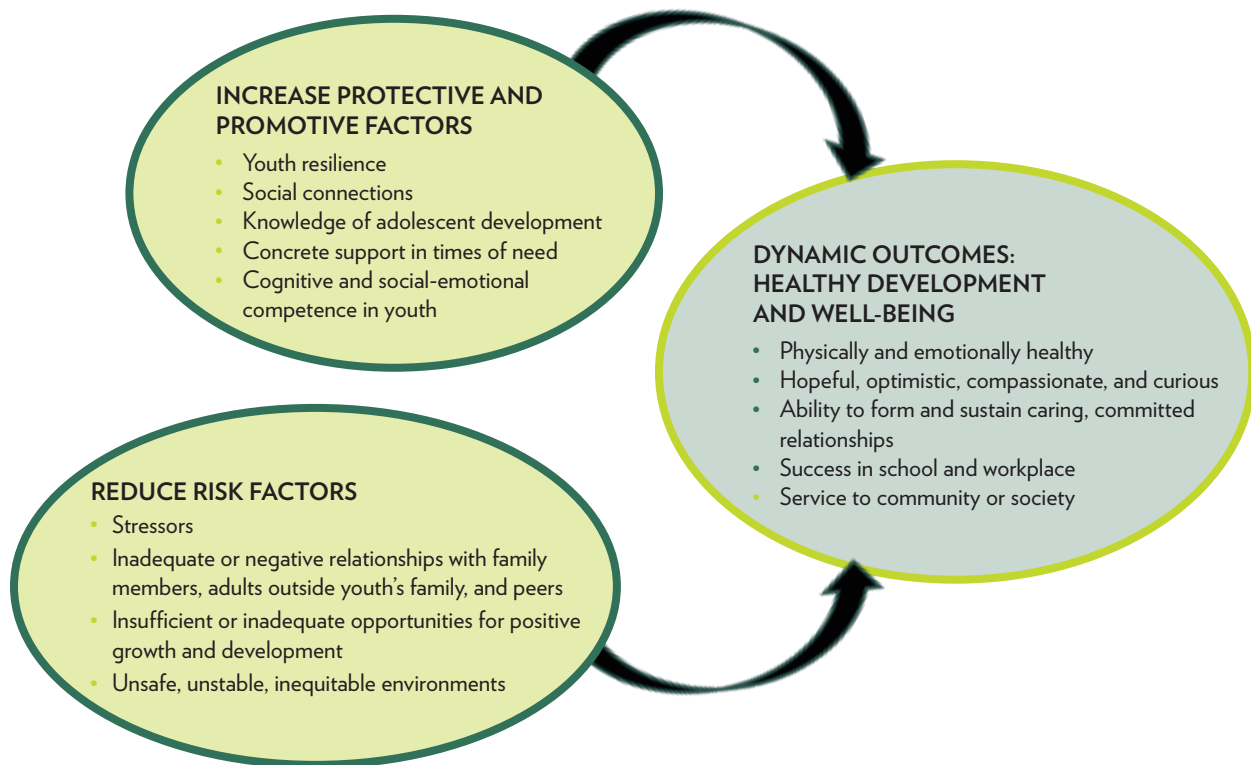 INCREASE PROTECTIVE AND
PROMOTIVE FACTORS
• Youth resilience
• Social connections
• Knowledge of adolescent development
• Concrete support in times of need
• Cognitive and social-emotional
competence in youth
DYNAMIC OUTCOMES:
HEALTHY DEVELOPMENT
AND WELL-BEING
• Physically and emotionally healthy
• Hopeful, optimistic, compassionate, and curious
• Ability to form and sustain caring, committed
relationships
• Success in school and workplace
• Service to community or society
REDUCE RISK FACTORS
• Stressors
• Inadequate or negative relationships with family
members, adults outside youth’s family, and peers
• Insufficient or inadequate opportunities for positive
growth and development
• Unsafe, unstable, inequitable environments